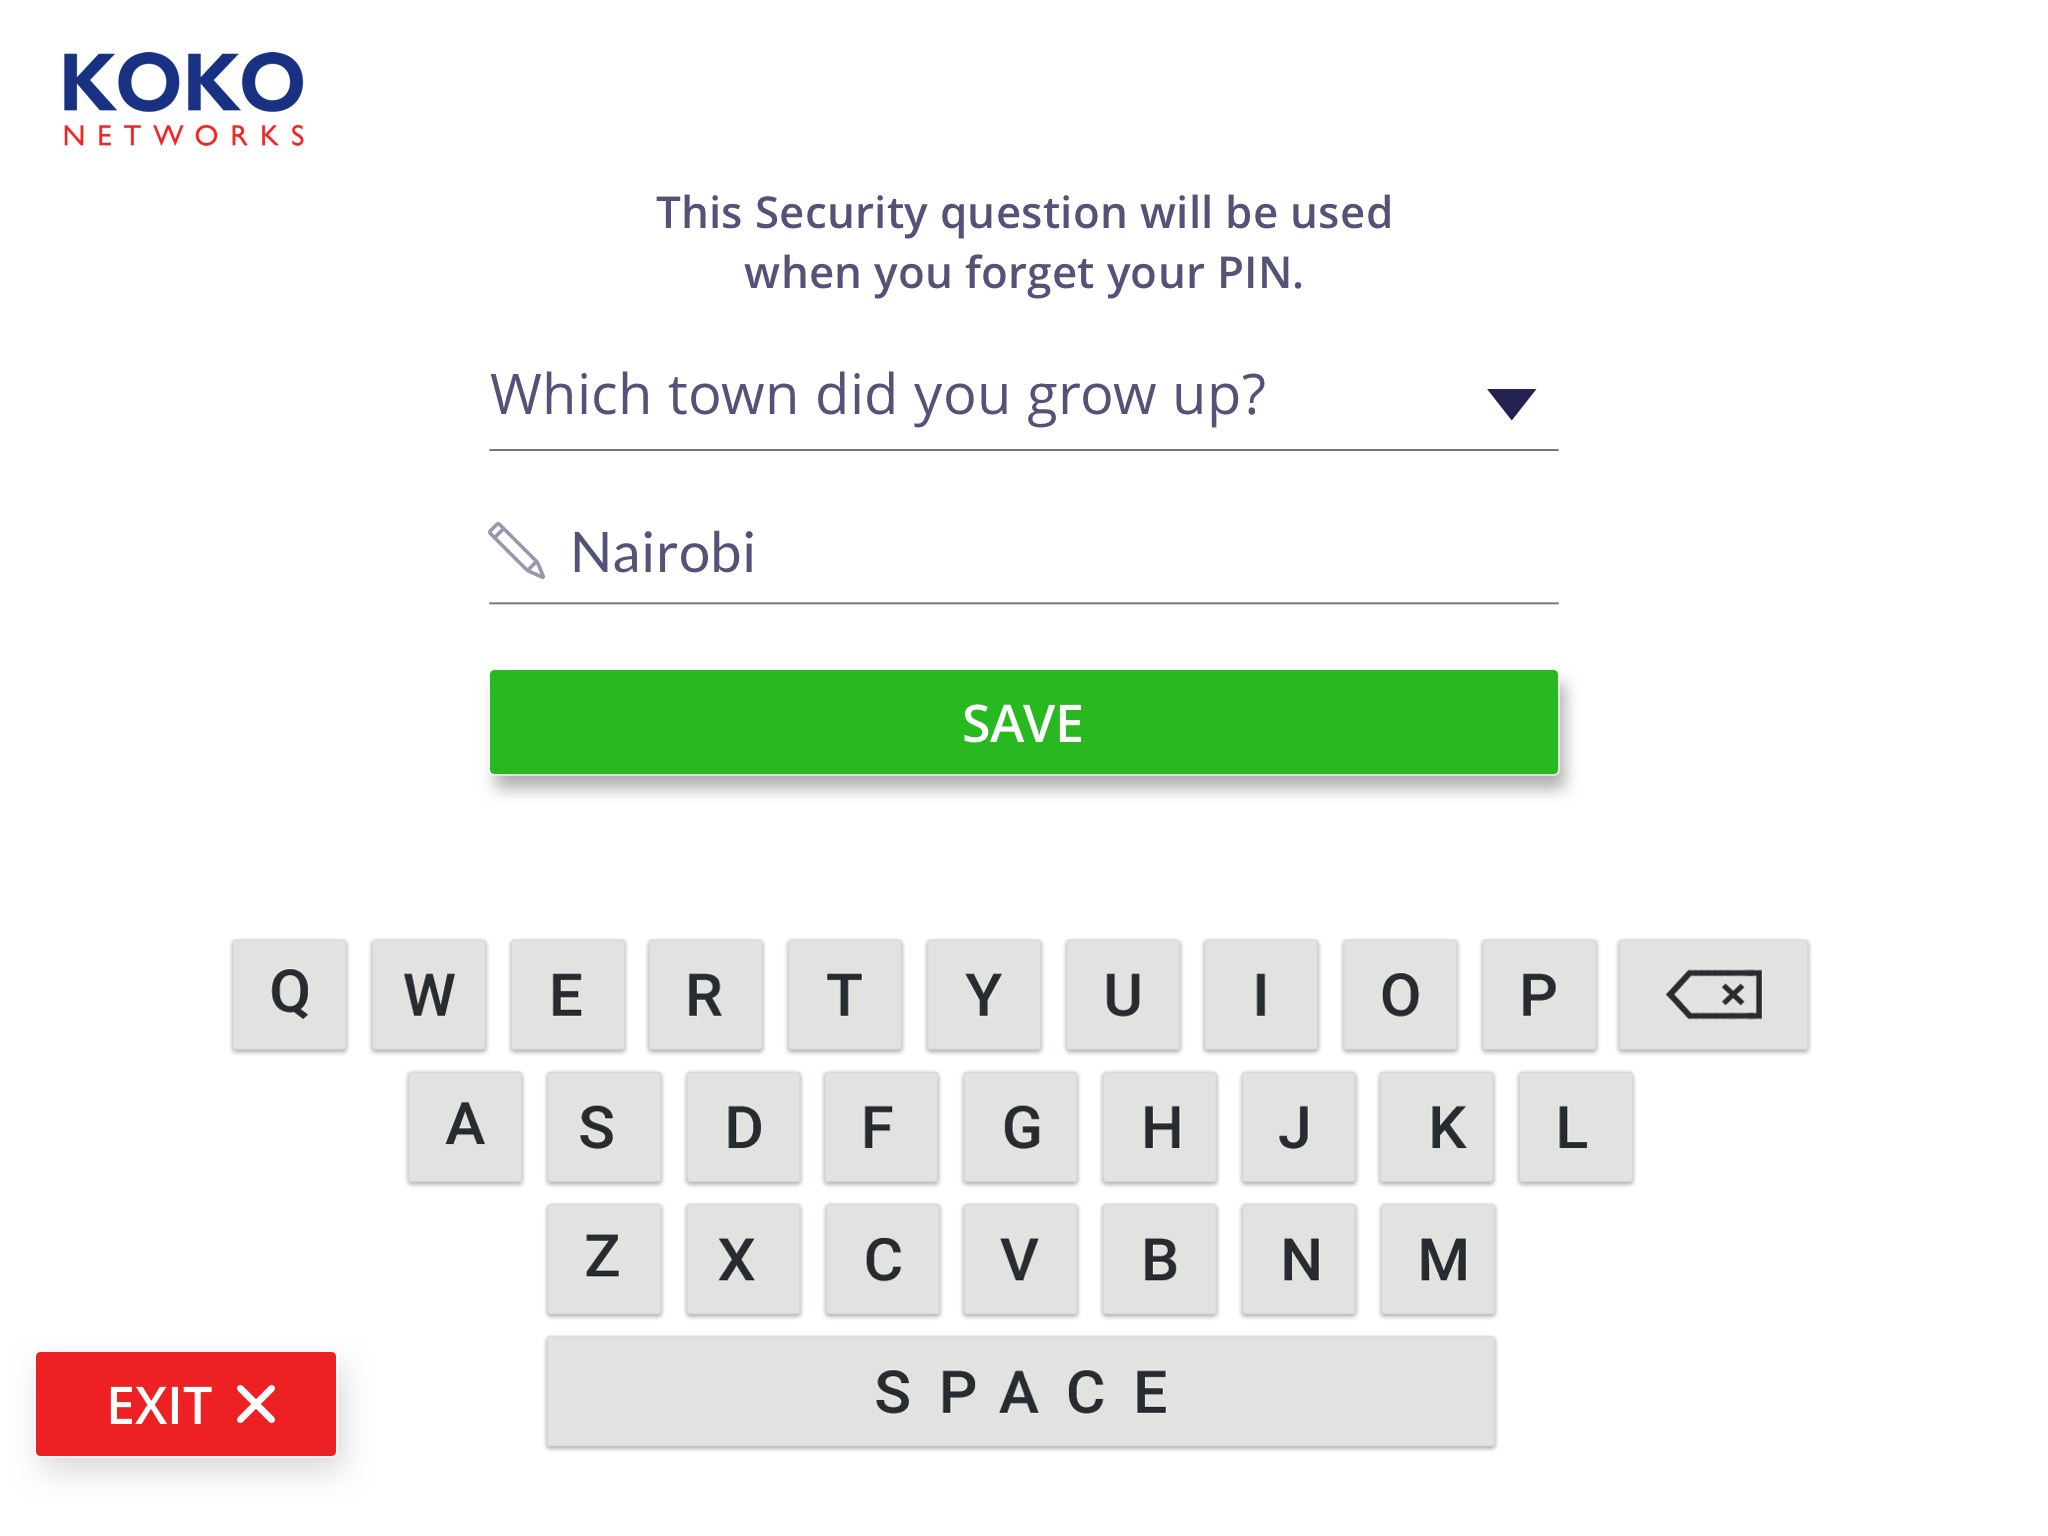 KOKO
NETWORKS
This Security question will be used
when you forget your PIN.
Which town did you grow up?
Nairobi
SAVE
Q W E R T Y U I O P
A S D F G H J K L
Z X C V B N M
SPACE
EXIT